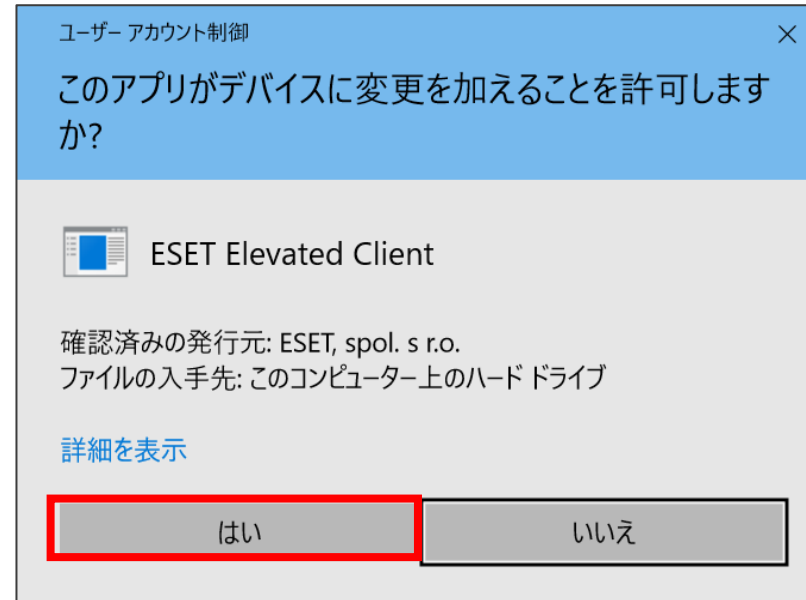 ユーザー アカウント制御
このアプリがデバイスに変更を加えることを許可します
か?
ESET Elevated Client
確認済みの発行元: ESET, spol. s r.o.
ファイルの入手先: このコンピューター上のハード ドライブ
詳細を表示
はい
いいえ